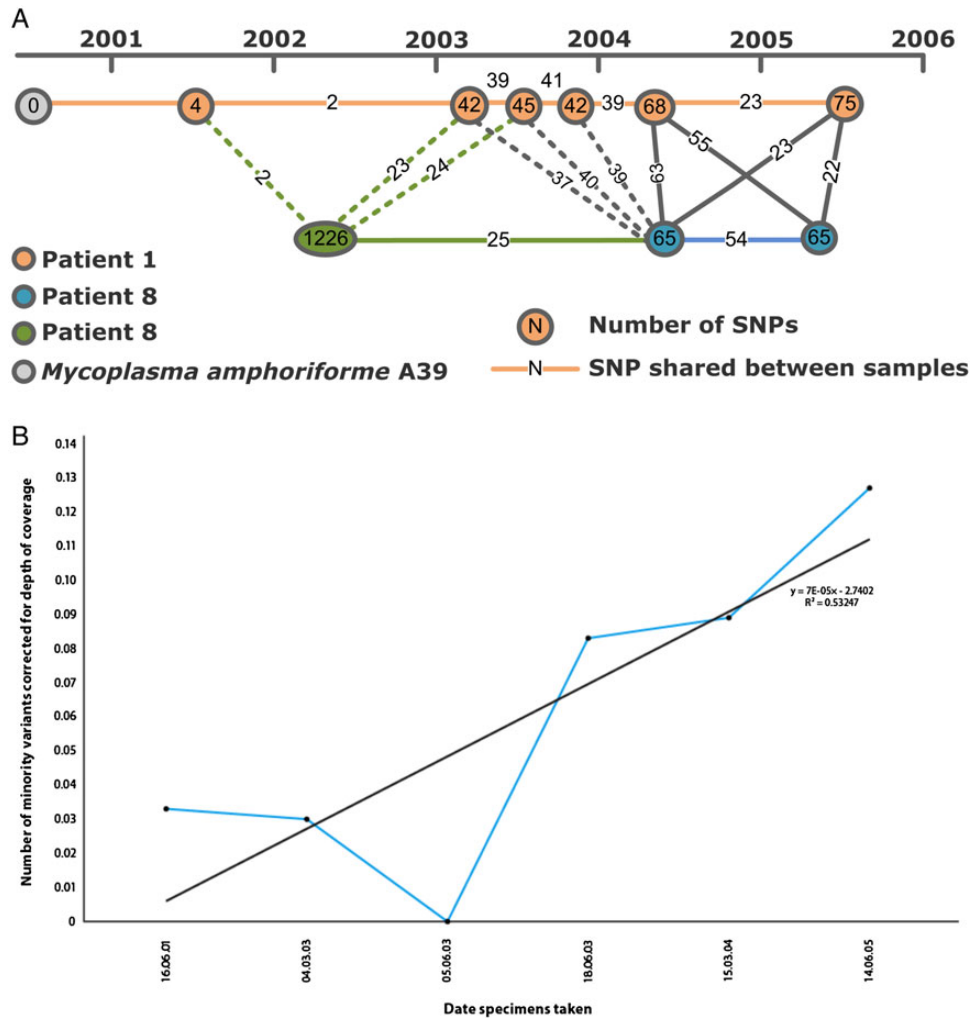 A
2001 2002 2003 2004 2005 2006
39 41
0 4 2 42 45 42 39 68 23 75
2 23 24 37 40 39 63 55 23 22
1226 25 65 54 65
Patient 1
Patient 8
Patient 8
Mycoplasma amphoriforme A39
N Number of SNPs
N SNP shared between samples
B
Number of minority variants corrected for depth of coverage
0.14
0.13
0.12
0.11
0.10
0.09
0.08
0.07
0.06
0.05
0.04
0.03
0.02
0.01
0
y = 7E-05x - 2.7402
R² = 0.53247
16.06.01
04.03.03
05.06.03
18.06.03
15.03.04
14.06.05
Date specimens taken